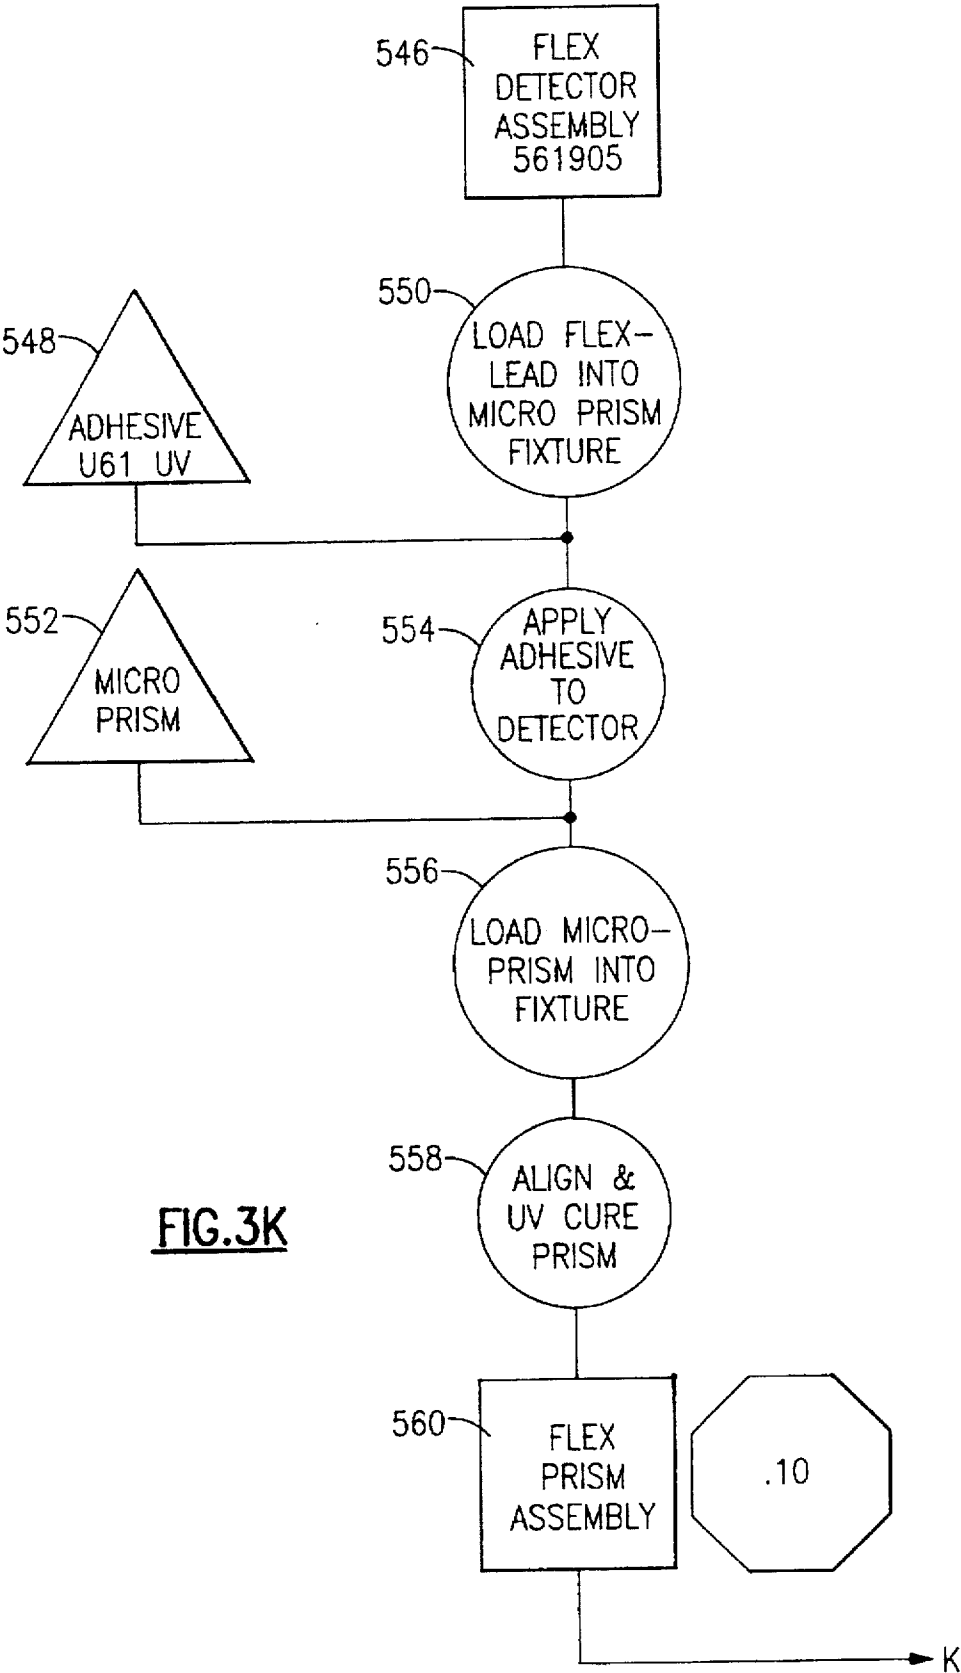 546
FLEX
DETECTOR
ASSEMBLY
561905
550
LOAD FLEX-
LEAD INTO
MICRO PRISM
FIXTURE
548
ADHESIVE
U61 UV
552
MICRO
PRISM
554
APPLY
ADHESIVE
TO
DETECTOR
556
LOAD MICRO-
PRISM INTO
FIXTURE
558
ALIGN &
UV CURE
PRISM
FIG.3K
560
FLEX
PRISM
ASSEMBLY
.10
K